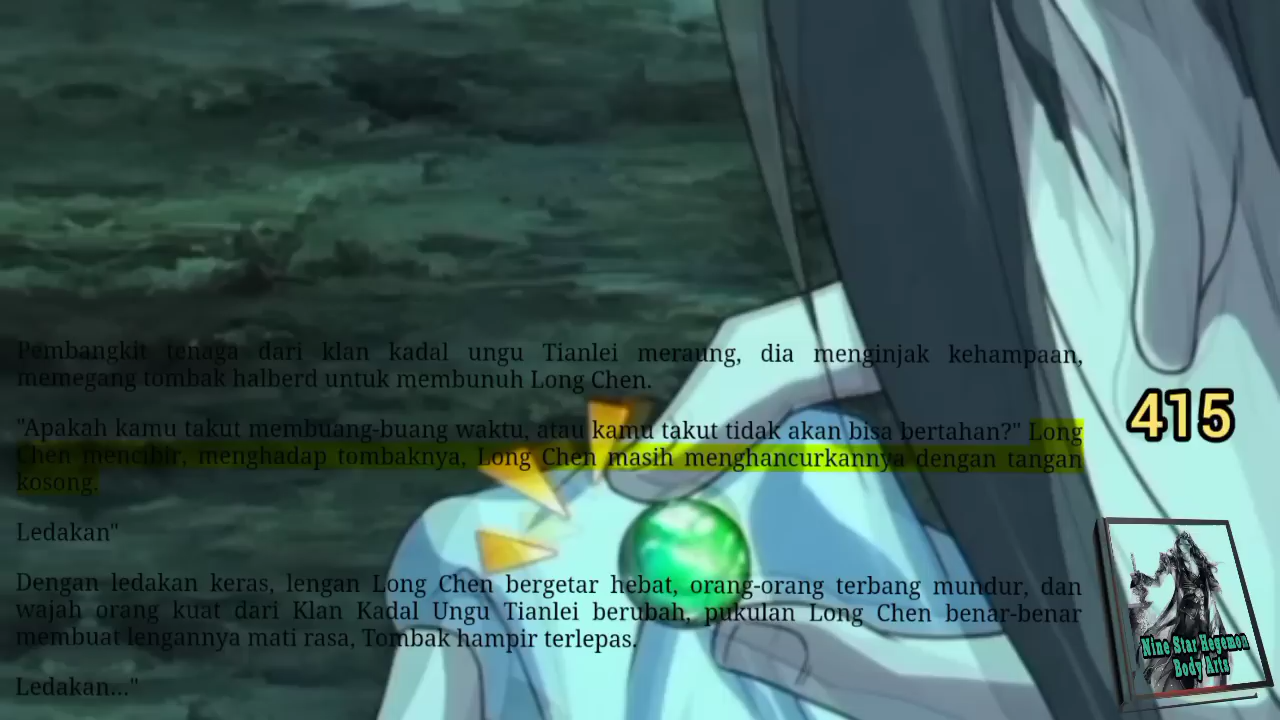 Pembangkit tenaga dari klan kadal ungu Tianlei meraung, dia menginjak kehampaan,
memegang tombak halberd untuk membunuh Long Chen.
"Apakah kamu takut membuang-buang waktu, atau kamu takut tidak akan bisa bertahan?" Long
Chen mencibir, menghadap tombaknya, Long Chen masih menghancurkannya dengan tangan
kosong.
Ledakan"
Dengan ledakan keras, lengan Long Chen bergetar hebat, orang-orang terbang mundur, dan
wajah orang kuat dari Klan Kadal Ungu Tianlei berubah, pukulan Long Chen benar-benar
membuat lengannya mati rasa, Tombak hampir terlepas.
Ledakan..."
415
Nine Star Hegemon
Body Arts